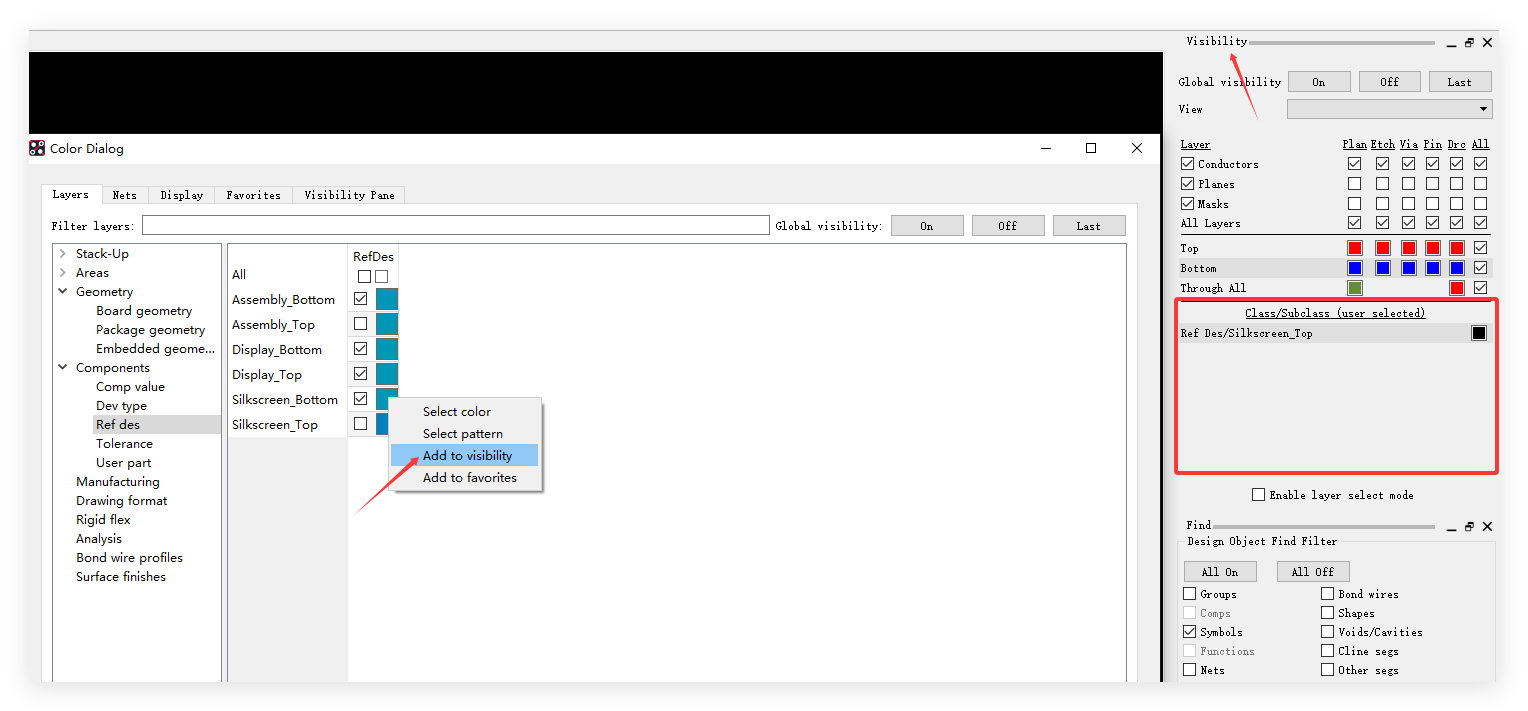 Visibility
Global visibility On Off Last
View
Layer Plan Etch Via Pin Drc All
Conductors
Planes
Masks
All Layers
Top
Bottom
Through All
Class/Subclass (user selected)
Ref Des/Silkscreen_Top
Enable layer select mode
Find
Design Object Find Filter
All On All Off
Groups Bond wires
Comps Shapes
Symbols Voids/Cavities
Functions Cline segs
Nets Other segs
Color Dialog
Layers Nets Display Favorites Visibility Pane
Filter layers: Global visibility: On Off Last
Stack-Up
Areas
Geometry
Board geometry
Package geometry
Embedded geome...
Components
Comp value
Dev type
Ref des
Tolerance
User part
Manufacturing
Drawing format
Rigid flex
Analysis
Bond wire profiles
Surface finishes
RefDes
All
Assembly_Bottom
Assembly_Top
Display_Bottom
Display_Top
Silkscreen_Bottom
Silkscreen_Top
Select color
Select pattern
Add to visibility
Add to favorites